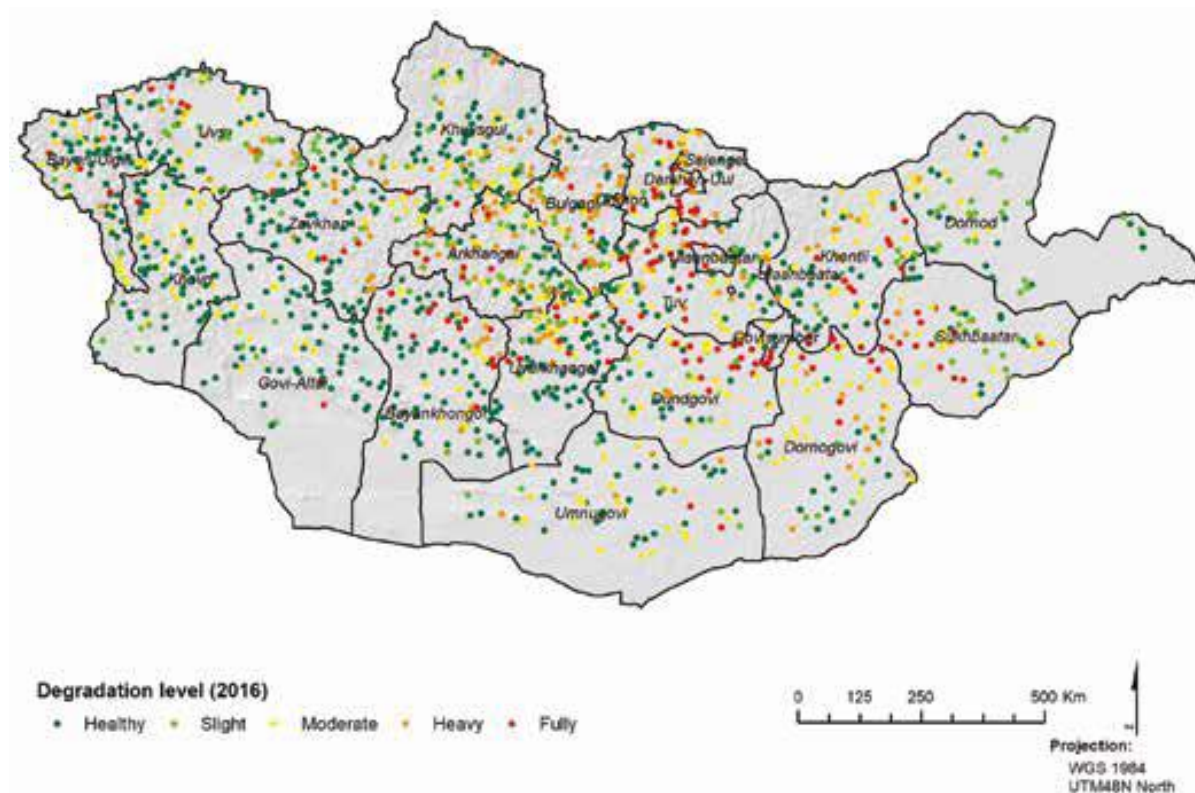 Khuvsgul
Uvs
Bayan-Ulgii
Selenge
Darkhan-Uul
Bulgan
Zavkhan
Dornod
Arkhangai
Ulaanbaatar
Khentii
Khovd
Tuv
Sukhbaatar
Uvurkhangai
Govi-Altai
Dundgovi
Bayankhongor
Dornogovi
Umnugovi
Degradation level (2016)
Healthy Slight Moderate Heavy Fully
0 125 250 500 Km
Projection:
WGS 1984
UTM48N North